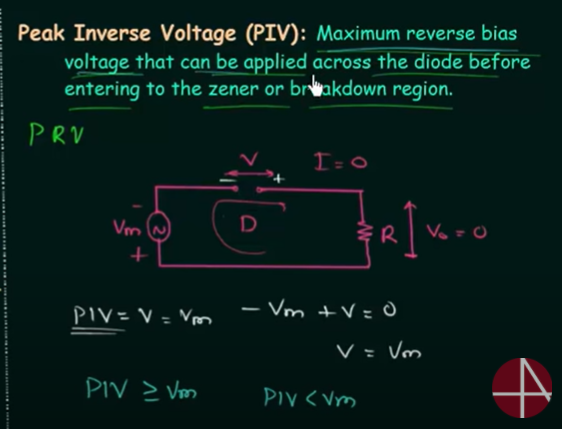 Peak Inverse Voltage (PIV): Maximum reverse bias
voltage that can be applied across the diode before
entering to the zener or breakdown region.
PRV
V
I = 0
- +
-
Vm
+
D
R
V₀ = 0
PIV = V = Vm
- Vm + V = 0
V = Vm
PIV ≥ Vm
PIV < Vm